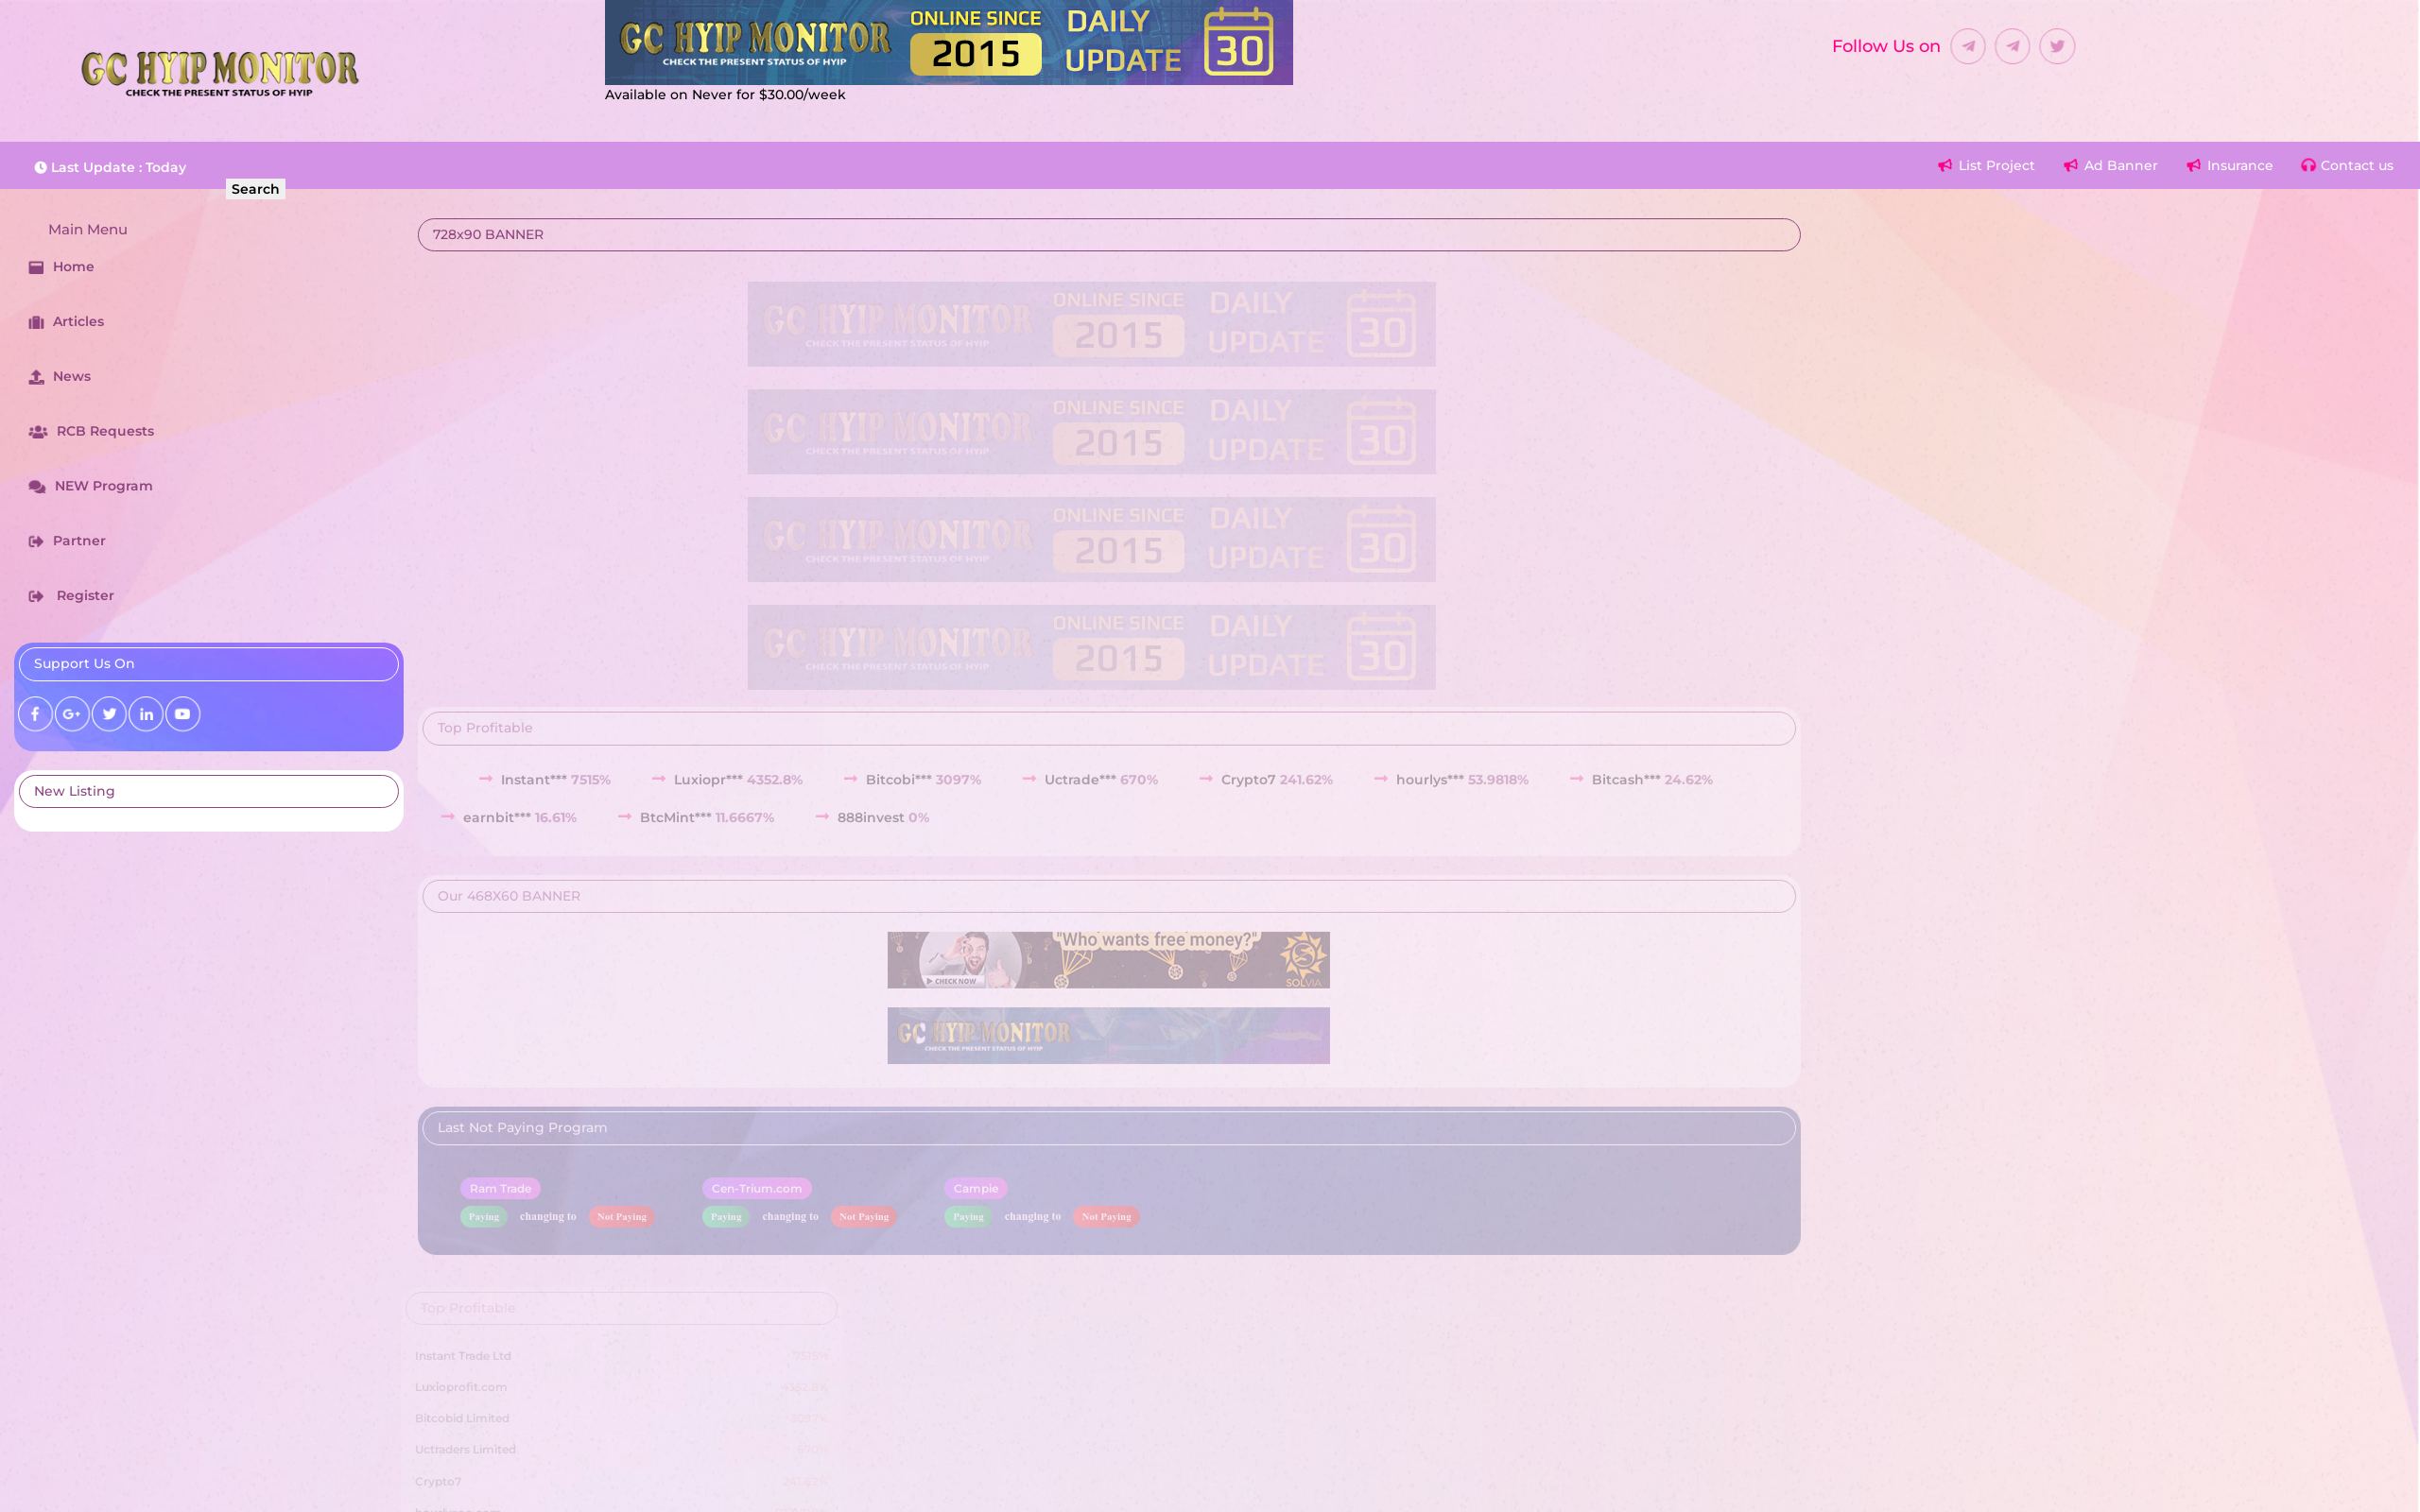 GC HYIP MONITOR
CHECK THE PRESENT STATUS OF HYIP
GC HYIP MONITOR
CHECK THE PRESENT STATUS OF HYIP
ONLINE SINCE
2015
DAILY
UPDATE
30
Available on Never for $30.00/week
Follow Us on
Last Update : Today
Search
List Project
Ad Banner
Insurance
Contact us
Main Menu
Home
Articles
News
RCB Requests
NEW Program
Partner
Register
Support Us On
New Listing
728x90 BANNER
GC HYIP MONITOR
CHECK THE PRESENT STATUS OF HYIP
ONLINE SINCE
2015
DAILY
UPDATE
30
GC HYIP MONITOR
CHECK THE PRESENT STATUS OF HYIP
ONLINE SINCE
2015
DAILY
UPDATE
30
GC HYIP MONITOR
CHECK THE PRESENT STATUS OF HYIP
ONLINE SINCE
2015
DAILY
UPDATE
30
GC HYIP MONITOR
CHECK THE PRESENT STATUS OF HYIP
ONLINE SINCE
2015
DAILY
UPDATE
30
Top Profitable
Instant*** 7515% Luxiopr*** 4352.8% Bitcobi*** 3097% Uctrade*** 670% Crypto7 241.62% hourlys*** 53.9818% Bitcash*** 24.62%
earnbit*** 16.61% BtcMint*** 11.6667% 888invest 0%
Our 468X60 BANNER
"Who wants free money?"
CHECK NOW
SOLVIA
GC HYIP MONITOR
CHECK THE PRESENT STATUS OF HYIP
Last Not Paying Program
Ram Trade
Paying changing to Not Paying
Cen-Trium.com
Paying changing to Not Paying
Campie
Paying changing to Not Paying
Top Profitable
Instant Trade Ltd 7515%
Luxioprofit.com 4352.8%
Bitcobid Limited 3097%
Uctraders Limited 670%
Crypto7 241.62%